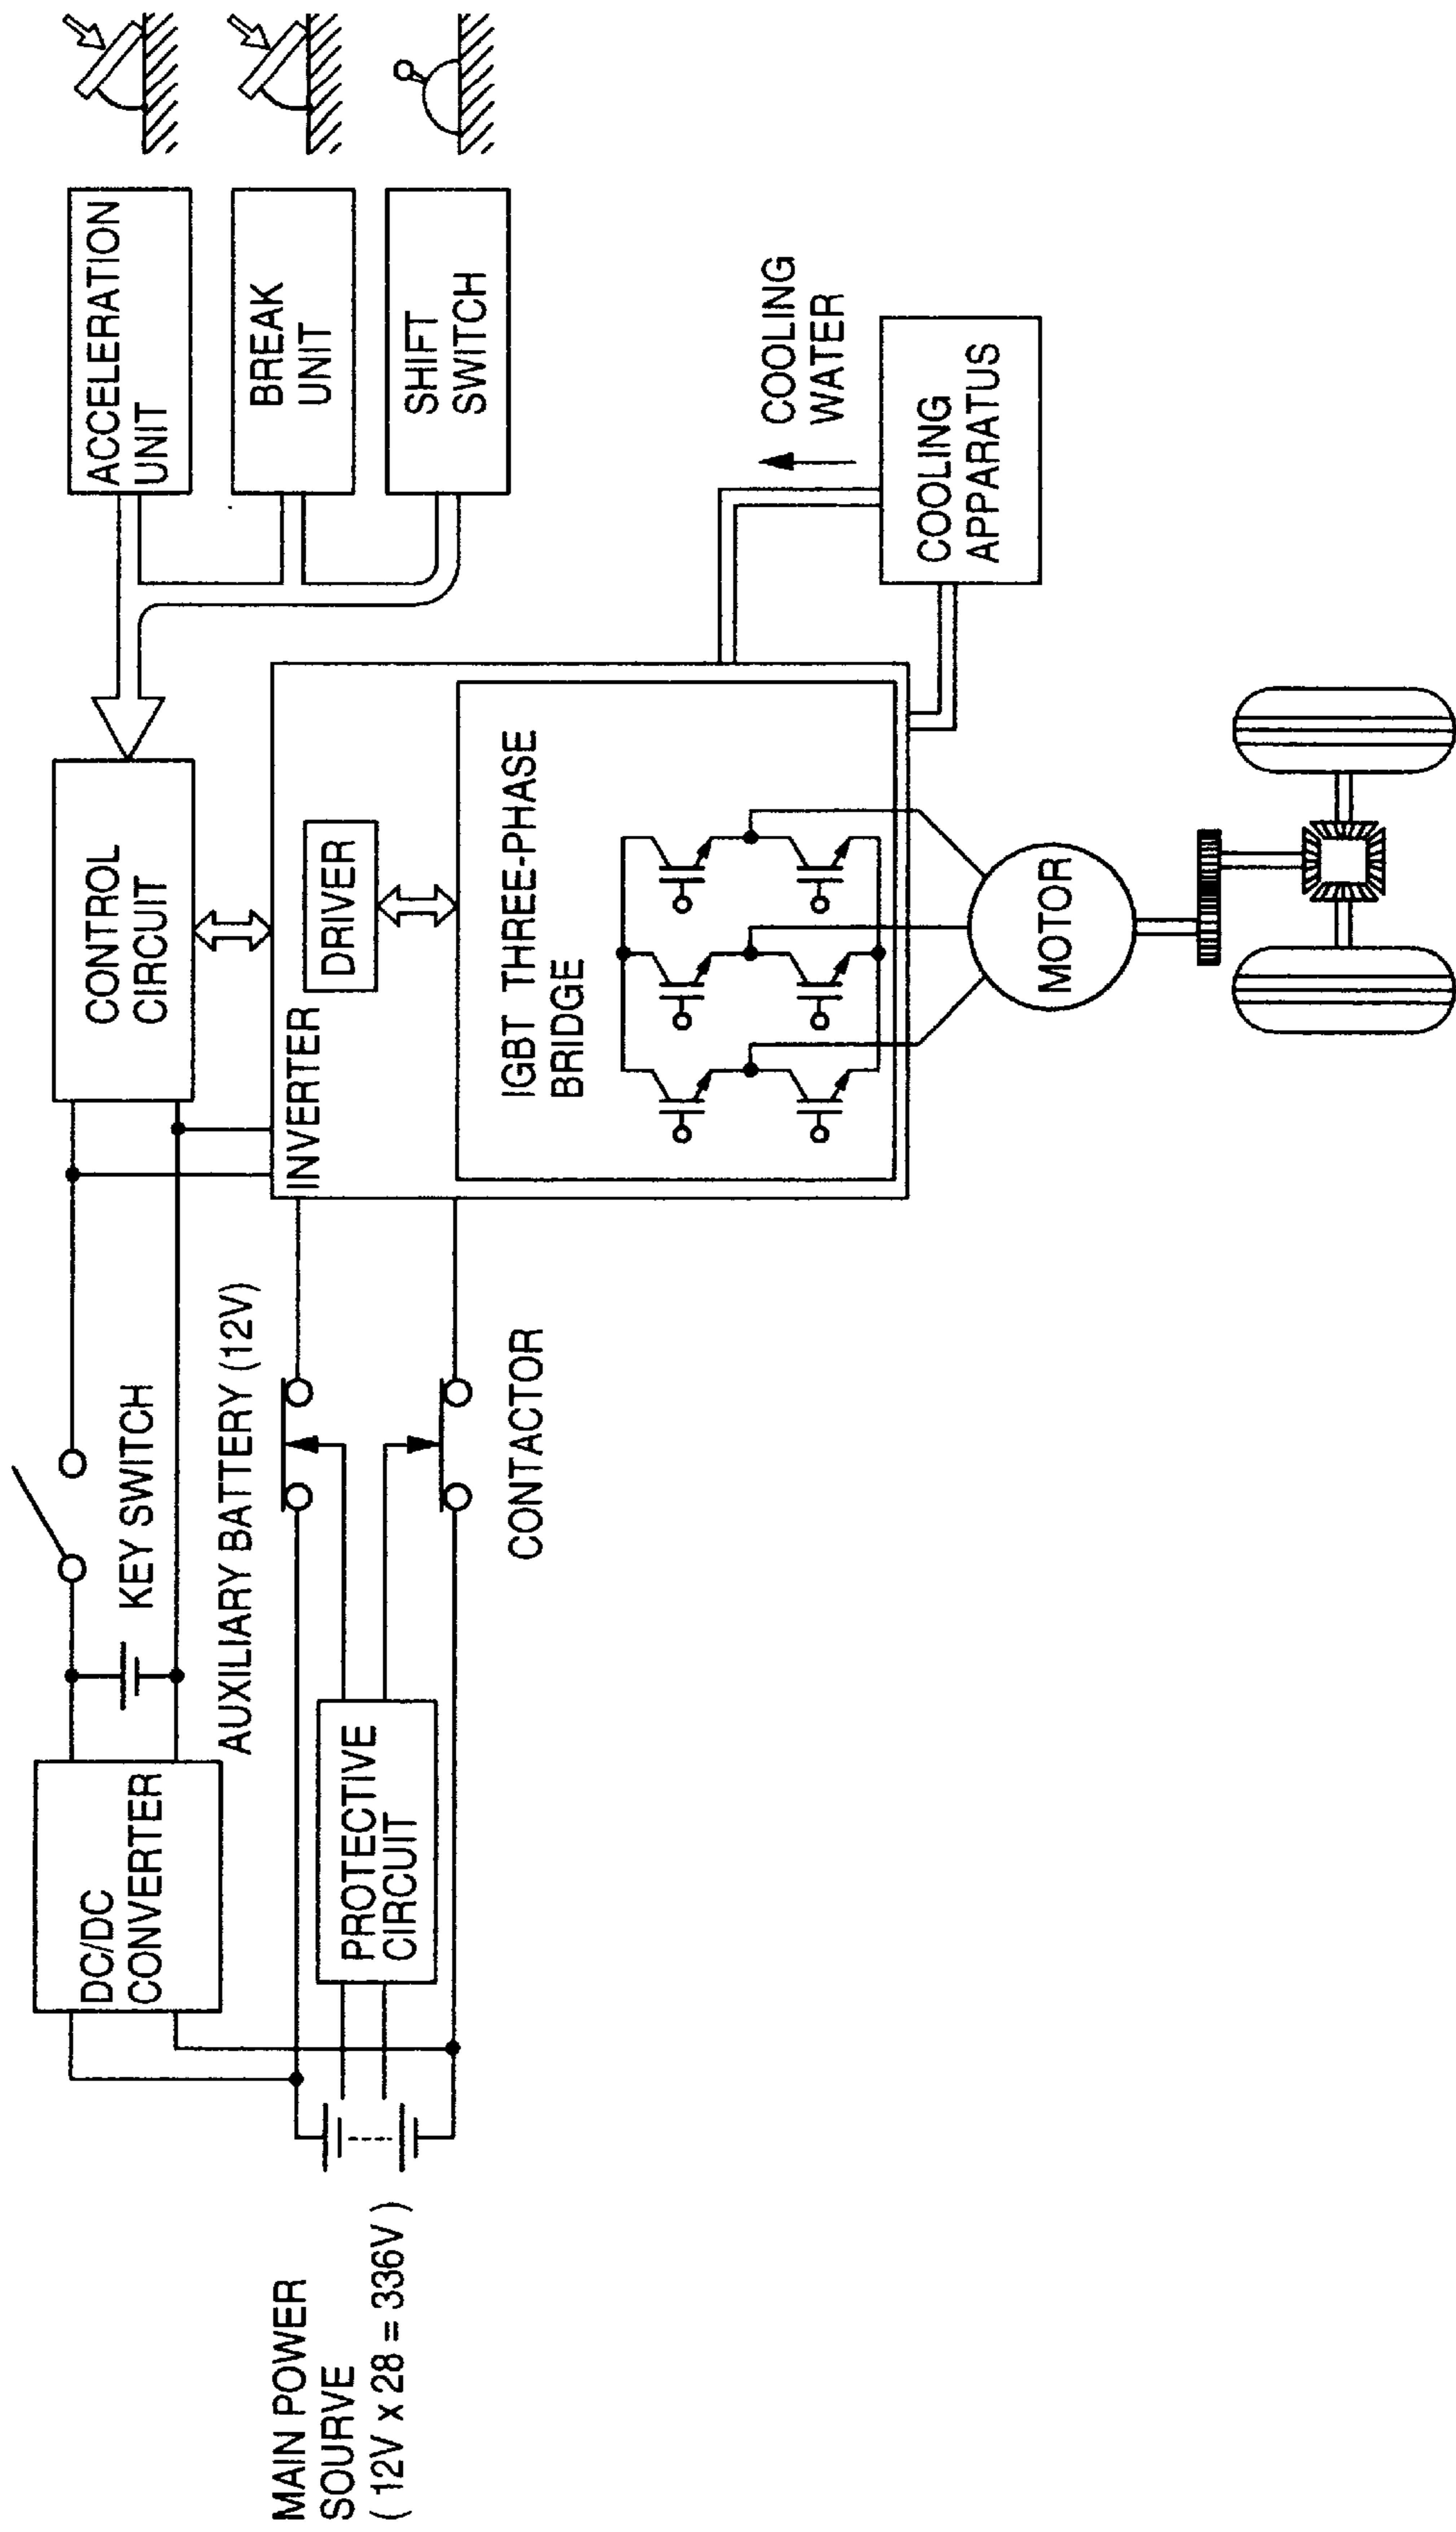 ACCELERATION
UNIT
BREAK
UNIT
SHIFT
SWITCH
CONTROL
CIRCUIT
COOLING
WATER
COOLING
APPARATUS
INVERTER
DRIVER
IGBT THREE-PHASE
BRIDGE
MOTOR
KEY SWITCH
AUXILIARY BATTERY (12V)
CONTACTOR
DC/DC
CONVERTER
PROTECTIVE
CIRCUIT
MAIN POWER
SOURVE
( 12V x 28 = 336V )